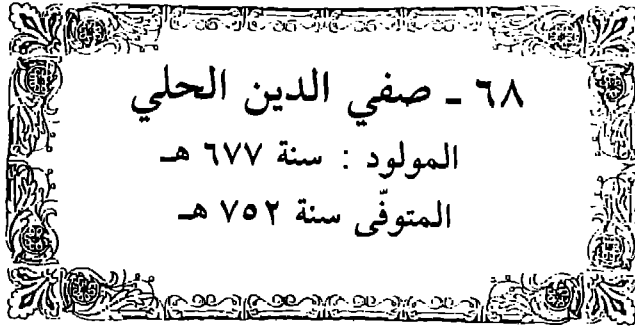 ٦٨ - صفي الدين الحلي
المولود : سنة ٦٧٧ هـ
المتوفّى سنة ٧٥٢ هـ